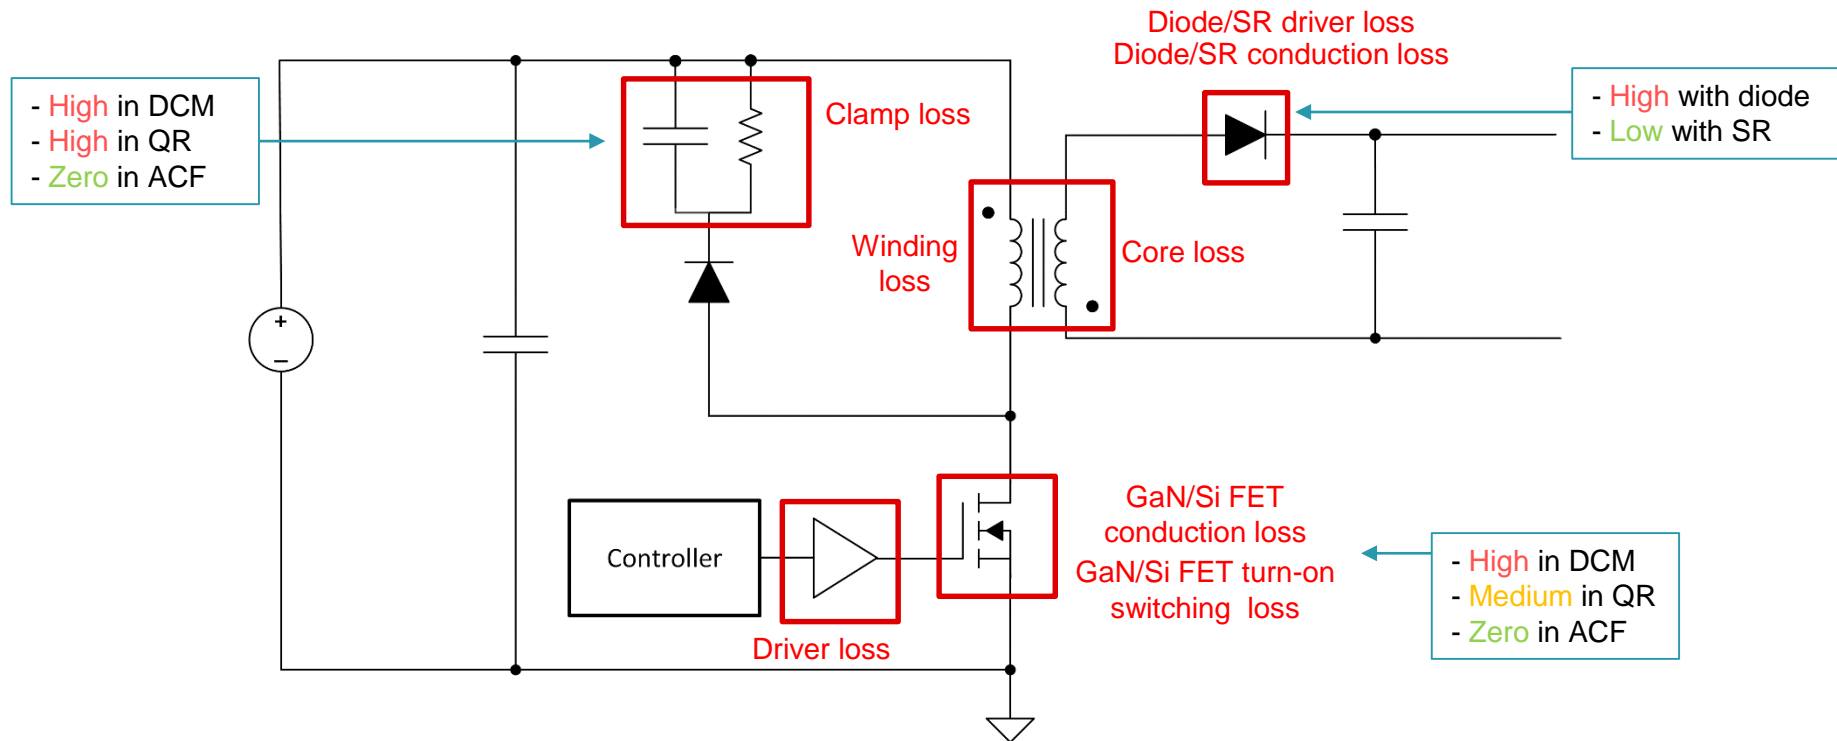 Diode/SR driver loss
Diode/SR conduction loss
- High in DCM
- High in QR
- Zero in ACF
Clamp loss
- High with diode
- Low with SR
+
−
Winding
loss
Core loss
Controller
Driver loss
GaN/Si FET
conduction loss
GaN/Si FET turn-on
switching loss
- High in DCM
- Medium in QR
- Zero in ACF